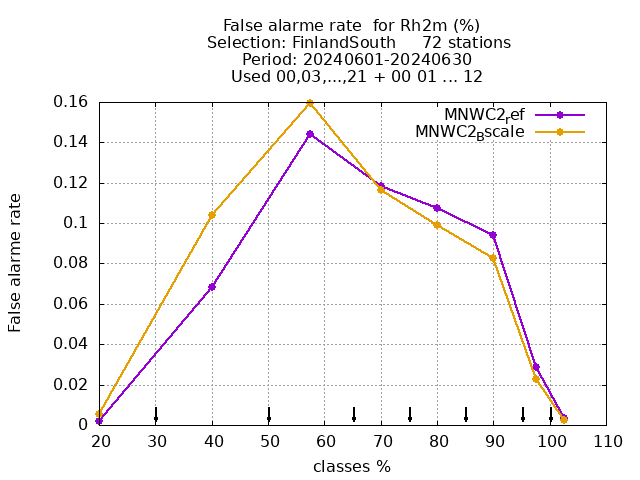 False alarme rate  for Rh2m (%)
Selection: FinlandSouth     72 stations
Period: 20240601-20240630
Used 00,03,...,21 + 00 01 ... 12
MNWC2_ref
MNWC2_Bscale
False alarme rate
0.16
0.14
0.12
0.1
0.08
0.06
0.04
0.02
0
20 30 40 50 60 70 80 90 100 110
classes %